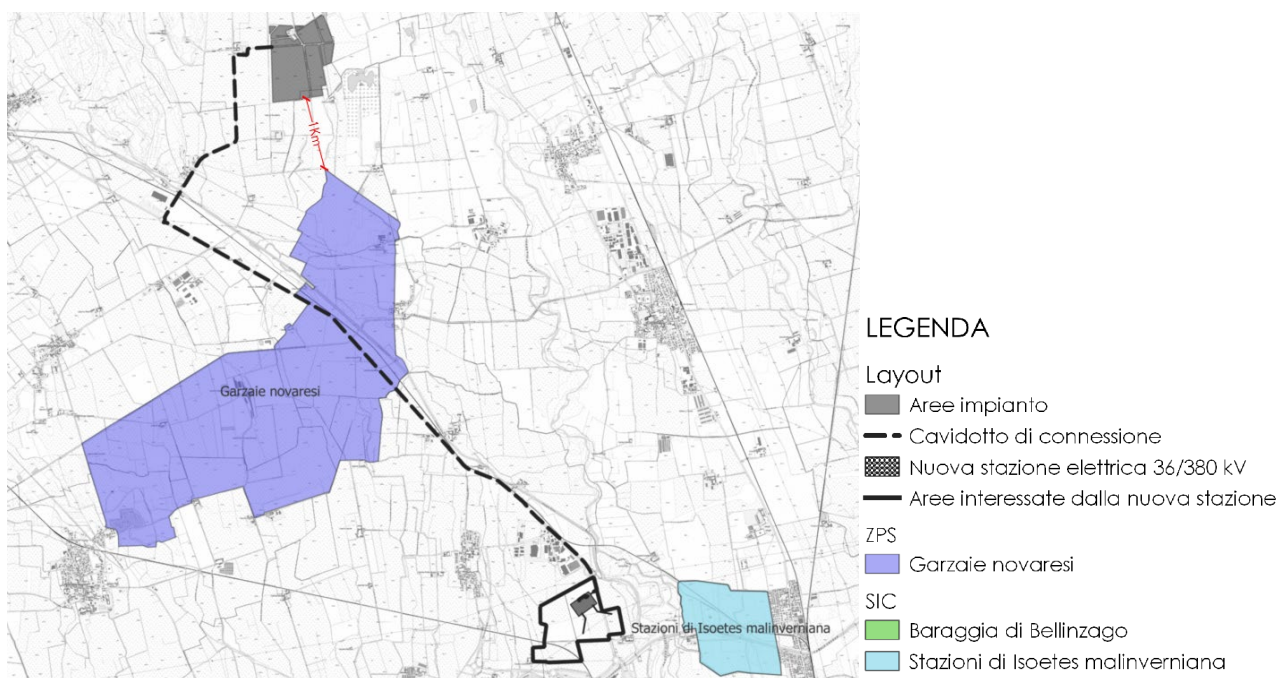 1Km
Garzaie novaresi
Stazioni di Isoetes malinverniana
LEGENDA
Layout
Aree impianto
Cavidotto di connessione
Nuova stazione elettrica 36/380 kV
Aree interessate dalla nuova stazione
ZPS
Garzaie novaresi
SIC
Baraggia di Bellinzago
Stazioni di Isoetes malinverniana